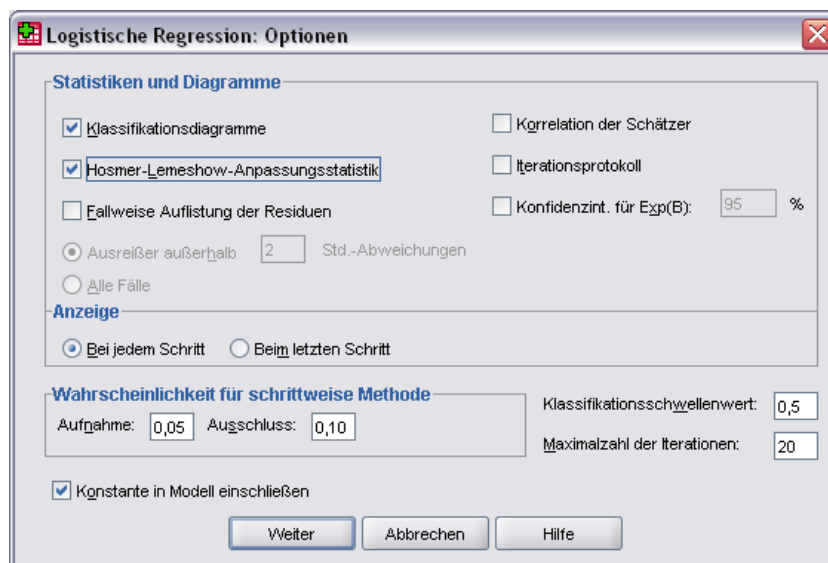 Logistische Regression: Optionen
Statistiken und Diagramme
Klassifikationsdiagramme
Hosmer-Lemeshow-Anpassungsstatistik
Fallweise Auflistung der Residuen
Ausreißer außerhalb 2 Std.-Abweichungen
Alle Fälle
Korrelation der Schätzer
Iterationsprotokoll
Konfidenzint. für Exp(B): 95 %
Anzeige
Bei jedem Schritt Beim letzten Schritt
Wahrscheinlichkeit für schrittweise Methode
Aufnahme: 0,05 Ausschluss: 0,10
Klassifikationsschwellenwert: 0,5
Maximalzahl der Iterationen: 20
Konstante in Modell einschließen
Weiter Abbrechen Hilfe